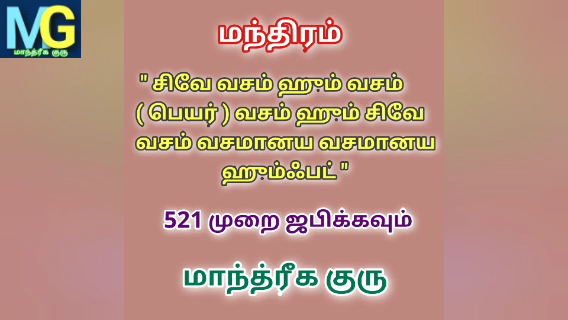 MG
மாந்த்ரீக குரு
மந்திரம்
" சிவே வசம் ஹும் வசம்
( பெயர் ) வசம் ஹும் சிவே
வசம் வசமானய வசமானய
ஹும்ஃபட் "
521 முறை ஜபிக்கவும்
மாந்த்ரீக குரு